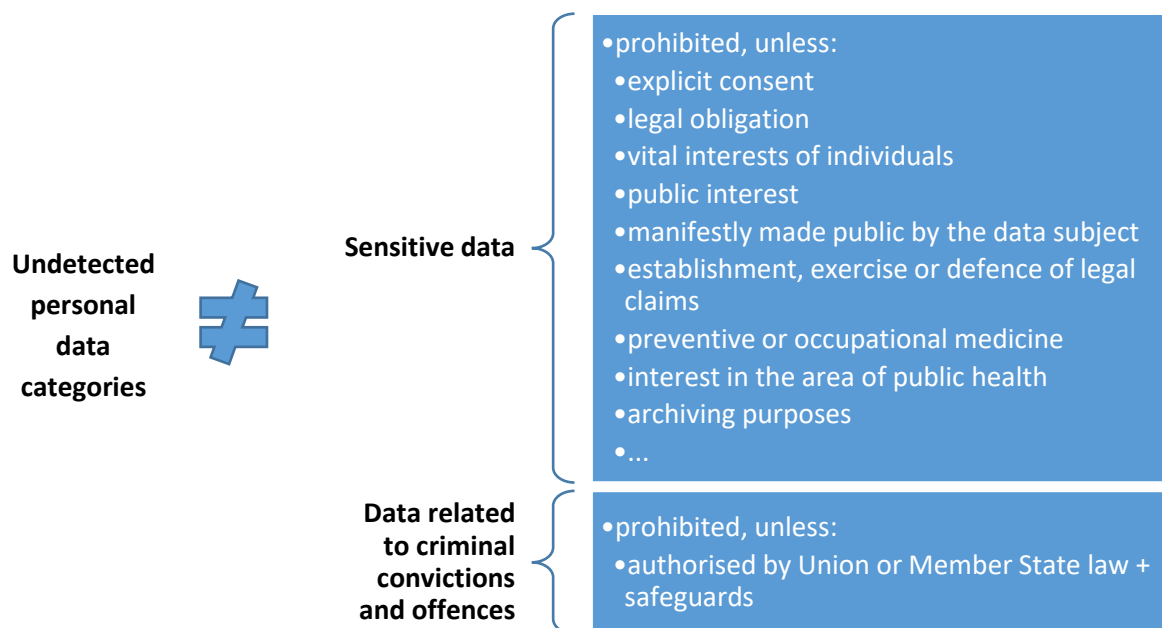 Undetected
personal
data
categories
≠
Sensitive data
•prohibited, unless:
•explicit consent
•legal obligation
•vital interests of individuals
•public interest
•manifestly made public by the data subject
•establishment, exercise or defence of legal
claims
•preventive or occupational medicine
•interest in the area of public health
•archiving purposes
•...
Data related
to criminal
convictions
and offences
•prohibited, unless:
•authorised by Union or Member State law +
safeguards